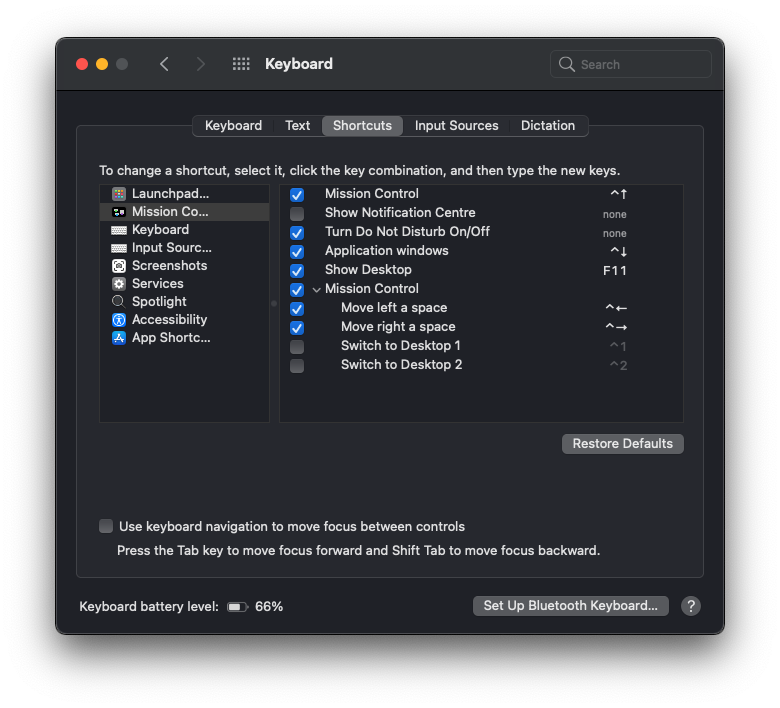 Keyboard
Search
Keyboard Text Shortcuts Input Sources Dictation
To change a shortcut, select it, click the key combination, and then type the new keys.
Launchpad...
Mission Co...
Keyboard
Input Sourc...
Screenshots
Services
Spotlight
Accessibility
App Shortc...
Mission Control ^↑
Show Notification Centre none
Turn Do Not Disturb On/Off none
Application windows ^↓
Show Desktop F11
Mission Control
Move left a space ^←
Move right a space ^→
Switch to Desktop 1 ^1
Switch to Desktop 2 ^2
Restore Defaults
Use keyboard navigation to move focus between controls
Press the Tab key to move focus forward and Shift Tab to move focus backward.
Keyboard battery level: 66%
Set Up Bluetooth Keyboard... ?